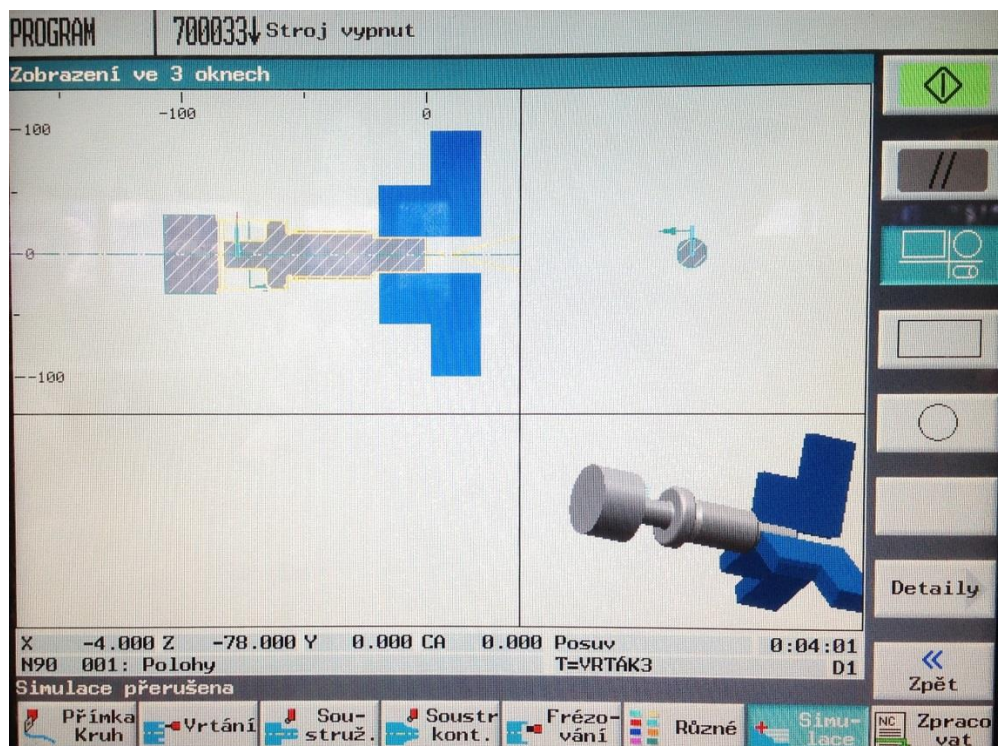 PROGRAM 700033↓ Stroj vypnut
Zobrazení ve 3 oknech
-100 0
100
0
-100
Detaily
X -4.000 Z -78.000 Y 0.000 CA 0.000 Posuv 0:04:01
N90 001: Polohy T=VRTÁK3 D1
Simulace přerušena
Zpět
Přímka Kruh
Vrtání
Sou-
struž.
Soustr
kont.
Frézo-
vání
Různé
Simu-
lace
NC Zpraco
vat